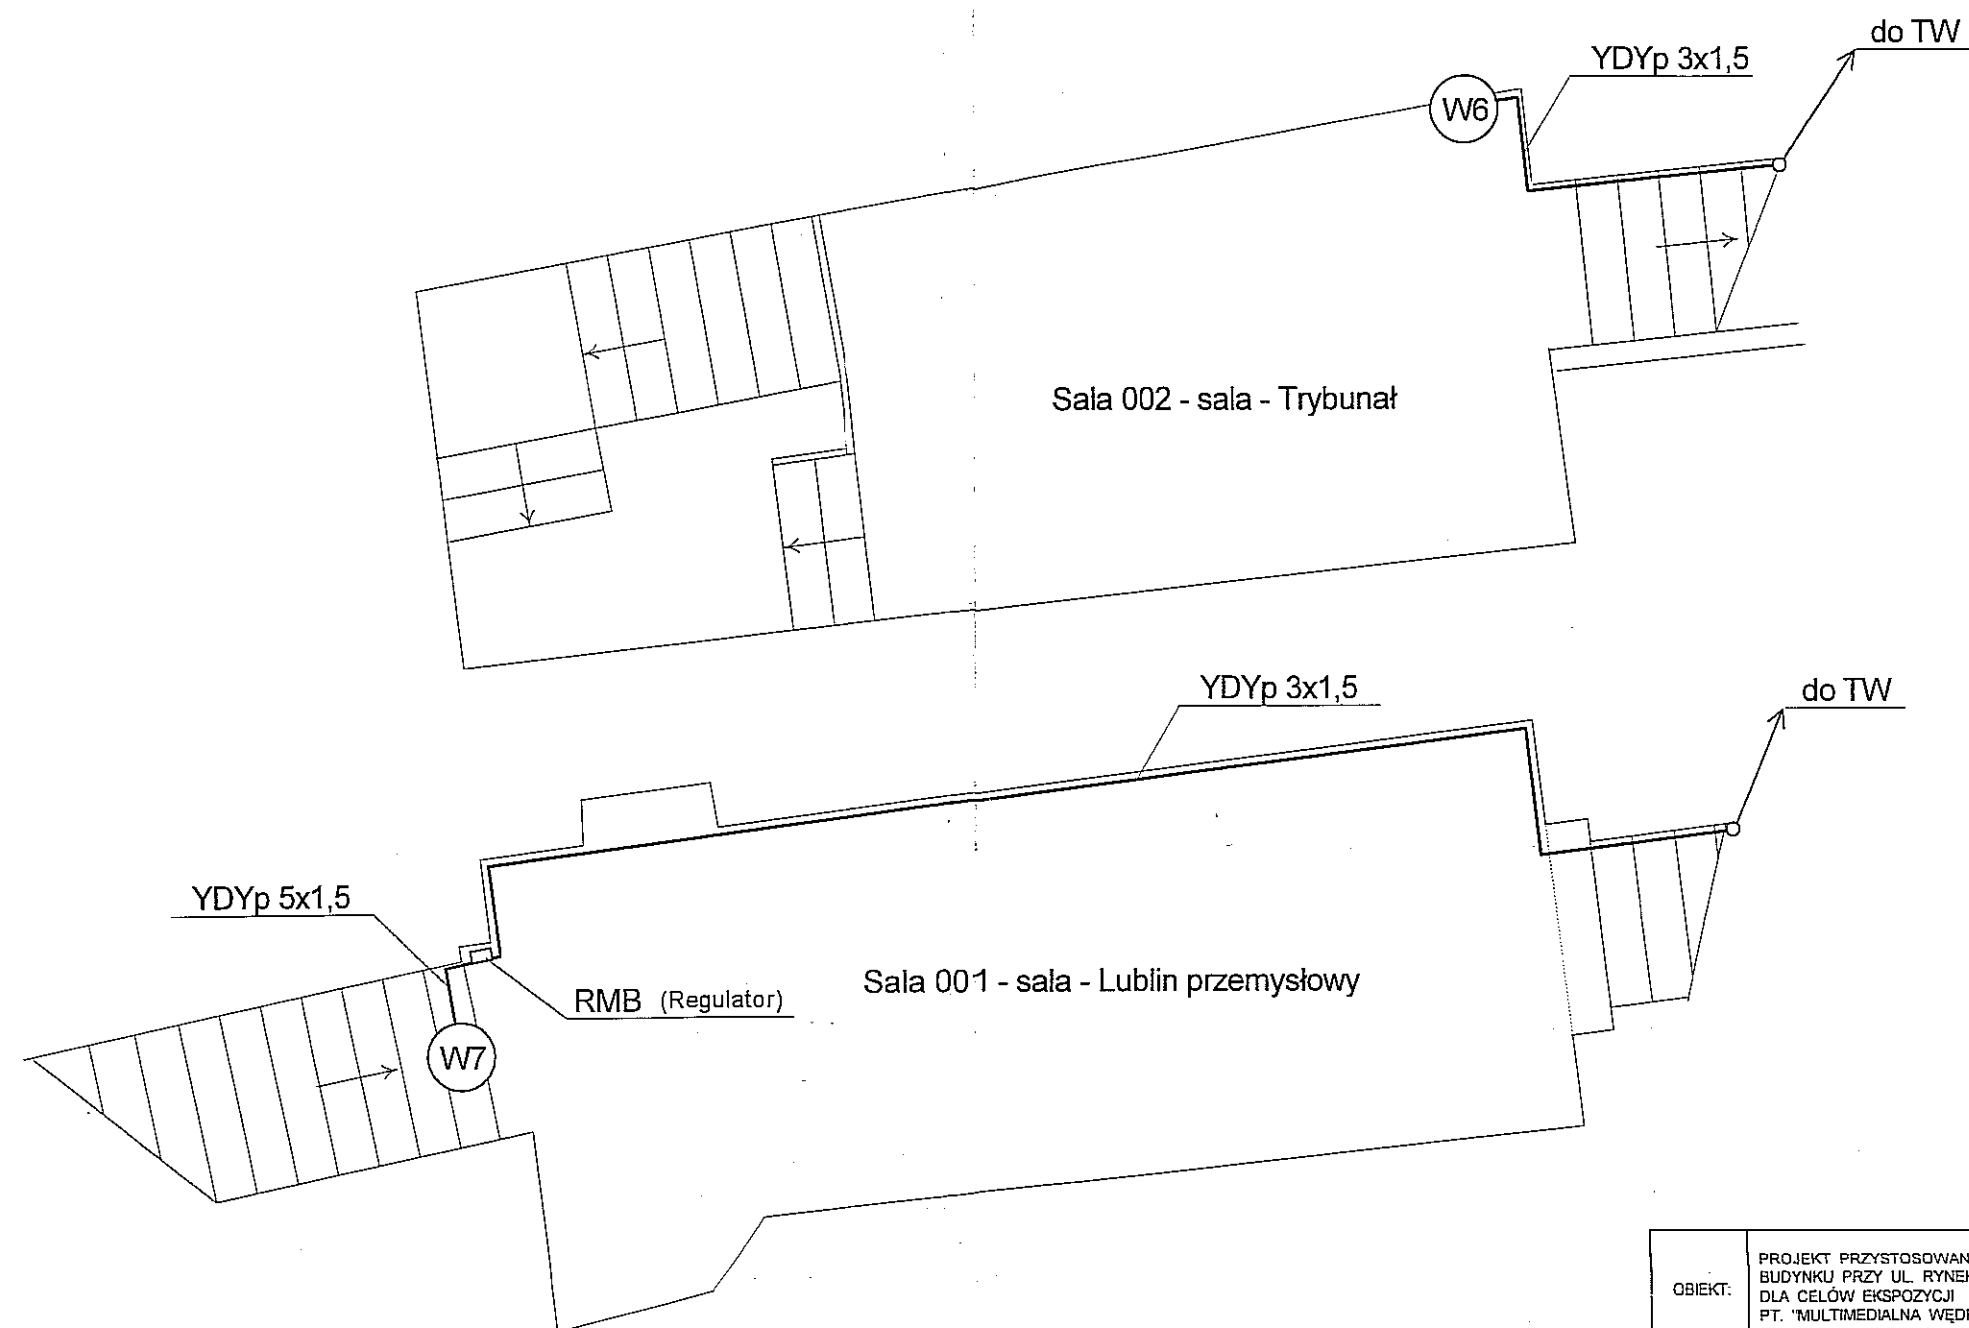 do TW
YDYp 3x1,5
W6
Sala 002 - sala - Trybunał
YDYp 3x1,5
do TW
YDYp 5x1,5
Sala 001 - sala - Lublin przemysłowy
RMB (Regulator)
W7
OBIEKT:
PROJEKT PRZYSTOSOWAN
BUDYNKU PRZY UL. RYNEK
DLA CELÓW EKSPOZYCJI
PT. "MULTIMEDIALNA WĘD